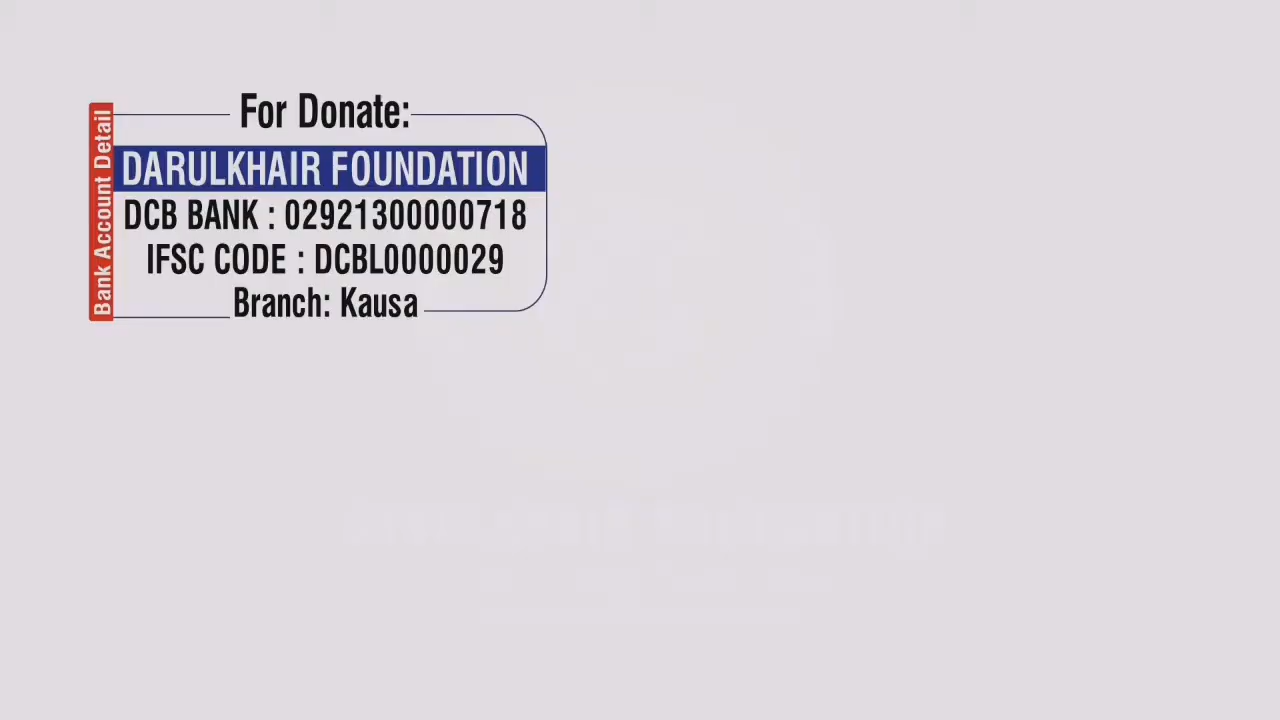 For Donate:
Bank Account Detail
DARULKHAIR FOUNDATION
DCB BANK : 02921300000718
IFSC CODE : DCBL0000029
Branch: Kausa